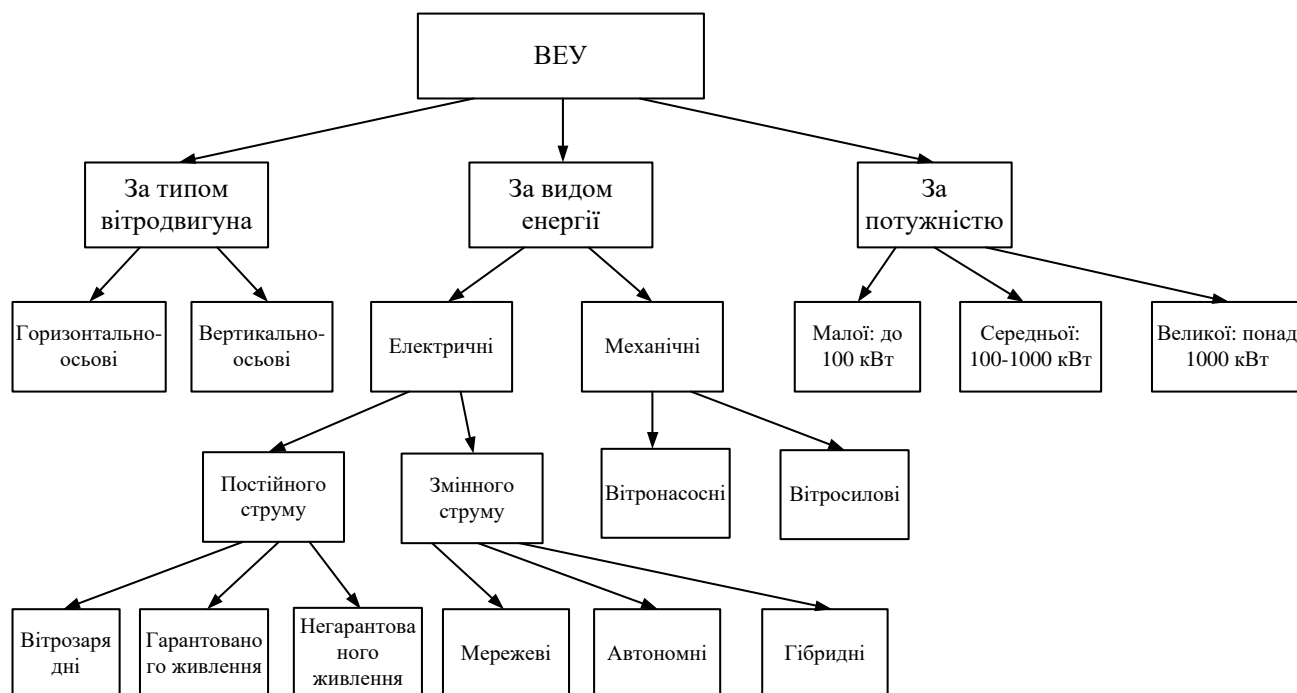 ВЕУ
За типом
вітродвигуна
За видом
енергії
За
потужністю
Горизонтально-
осьові
Вертикально-
осьові
Електричні
Механічні
Малої: до
100 кВт
Середньої:
100-1000 кВт
Великої: понад
1000 кВт
Постійного
струму
Змінного
струму
Вітронасосні
Вітросилові
Вітрозаря
дні
Гарантовано
го живлення
Негарантова
ного
живлення
Мережеві
Автономні
Гібридні